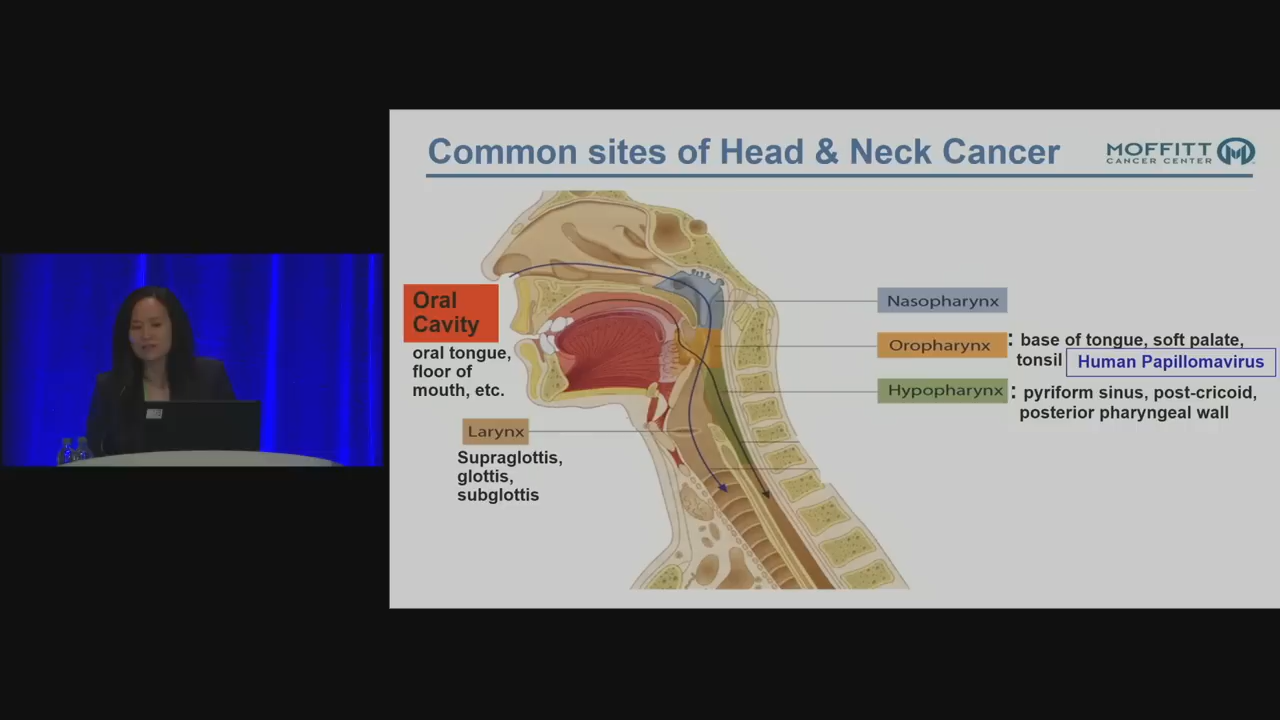 Common sites of Head & Neck Cancer
MOFFITT
CANCER CENTER
Oral
Cavity
oral tongue,
floor of
mouth, etc.
Larynx
Supraglottis,
glottis,
subglottis
Nasopharynx
Oropharynx : base of tongue, soft palate,
tonsil Human Papillomavirus
Hypopharynx : pyriform sinus, post-cricoid,
posterior pharyngeal wall